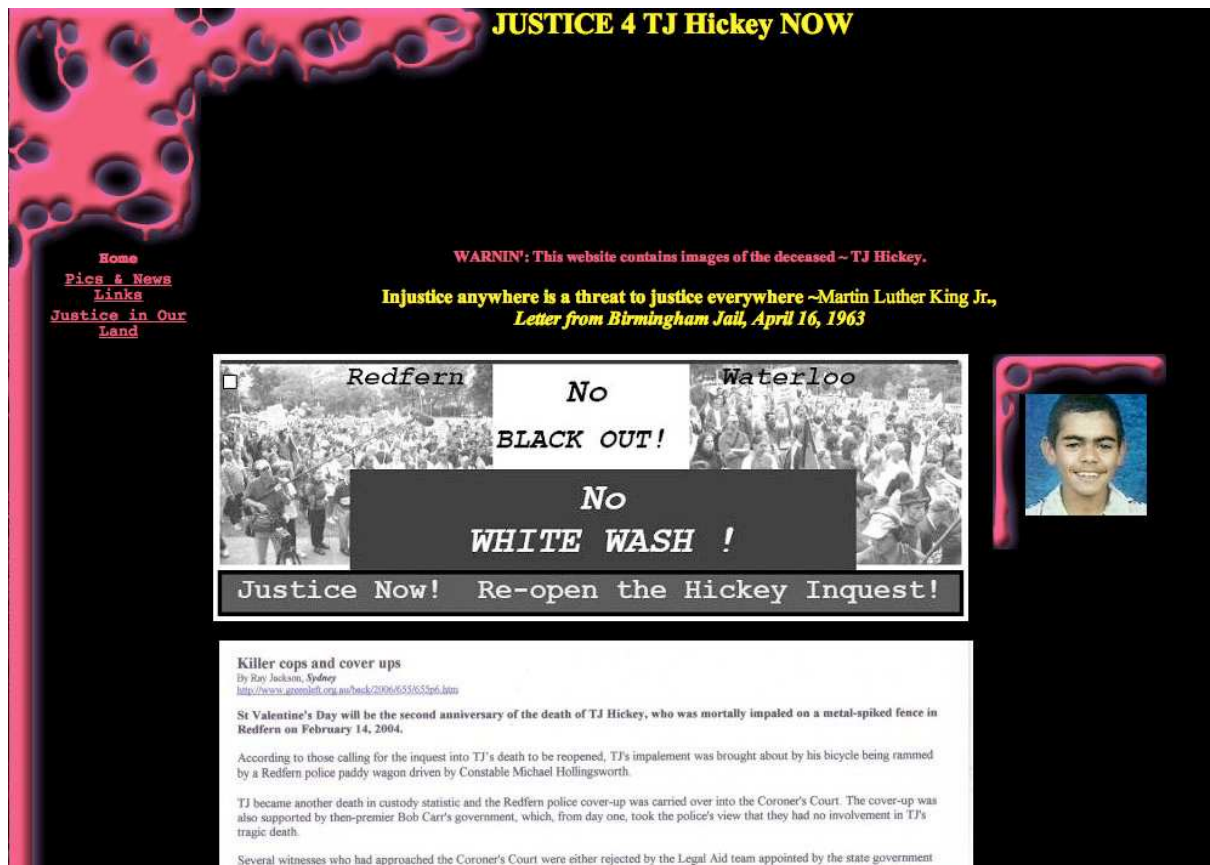 JUSTICE 4 TJ Hickey NOW
Home
Pics & News
Links
Justice in Our
Land
WARNIN': This website contains images of the deceased ~ TJ Hickey.
Injustice anywhere is a threat to justice everywhere ~Martin Luther King Jr.,
Letter from Birmingham Jail, April 16, 1963
Redfern
Waterloo
No
BLACK OUT!
No
WHITE WASH !
Justice Now! Re-open the Hickey Inquest!
Killer cops and cover ups
By Ray Jackson, Sydney
http://www.greenleft.org.au/back/2006/655/655p6.htm
St Valentine's Day will be the second anniversary of the death of TJ Hickey, who was mortally impaled on a metal-spiked fence in
Redfern on February 14, 2004.
According to those calling for the inquest into TJ's death to be reopened, TJ's impalement was brought about by his bicycle being rammed
by a Redfern police paddy wagon driven by Constable Michael Hollingsworth.
TJ became another death in custody statistic and the Redfern police cover-up was carried over into the Coroner's Court. The cover-up was
also supported by then-premier Bob Carr's government, which, from day one, took the police's view that they had no involvement in TJ's
tragic death.
Several witnesses who had approached the Coroner's Court were either rejected by the Legal Aid team appointed by the state government